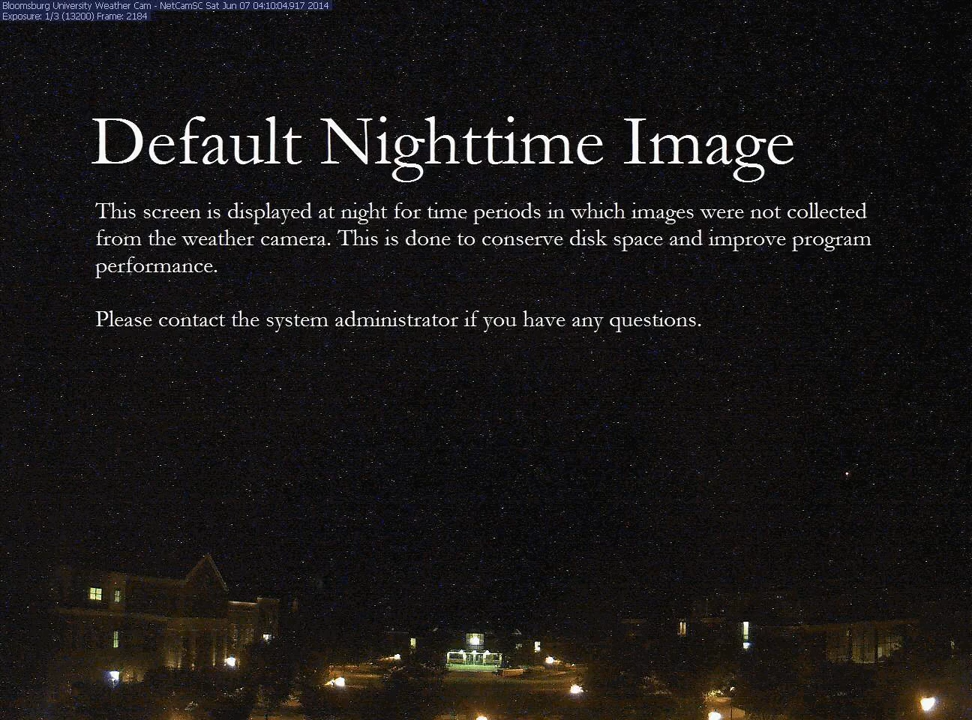 Bloomsburg University Weather Cam - NetCamSC Sat Jun 07 04:10:04.917 2014
Exposure: 1/3 (13200) Frame: 2184
Default Nighttime Image
This screen is displayed at night for time periods in which images were not collected
from the weather camera. This is done to conserve disk space and improve program
performance.
Please contact the system administrator if you have any questions.